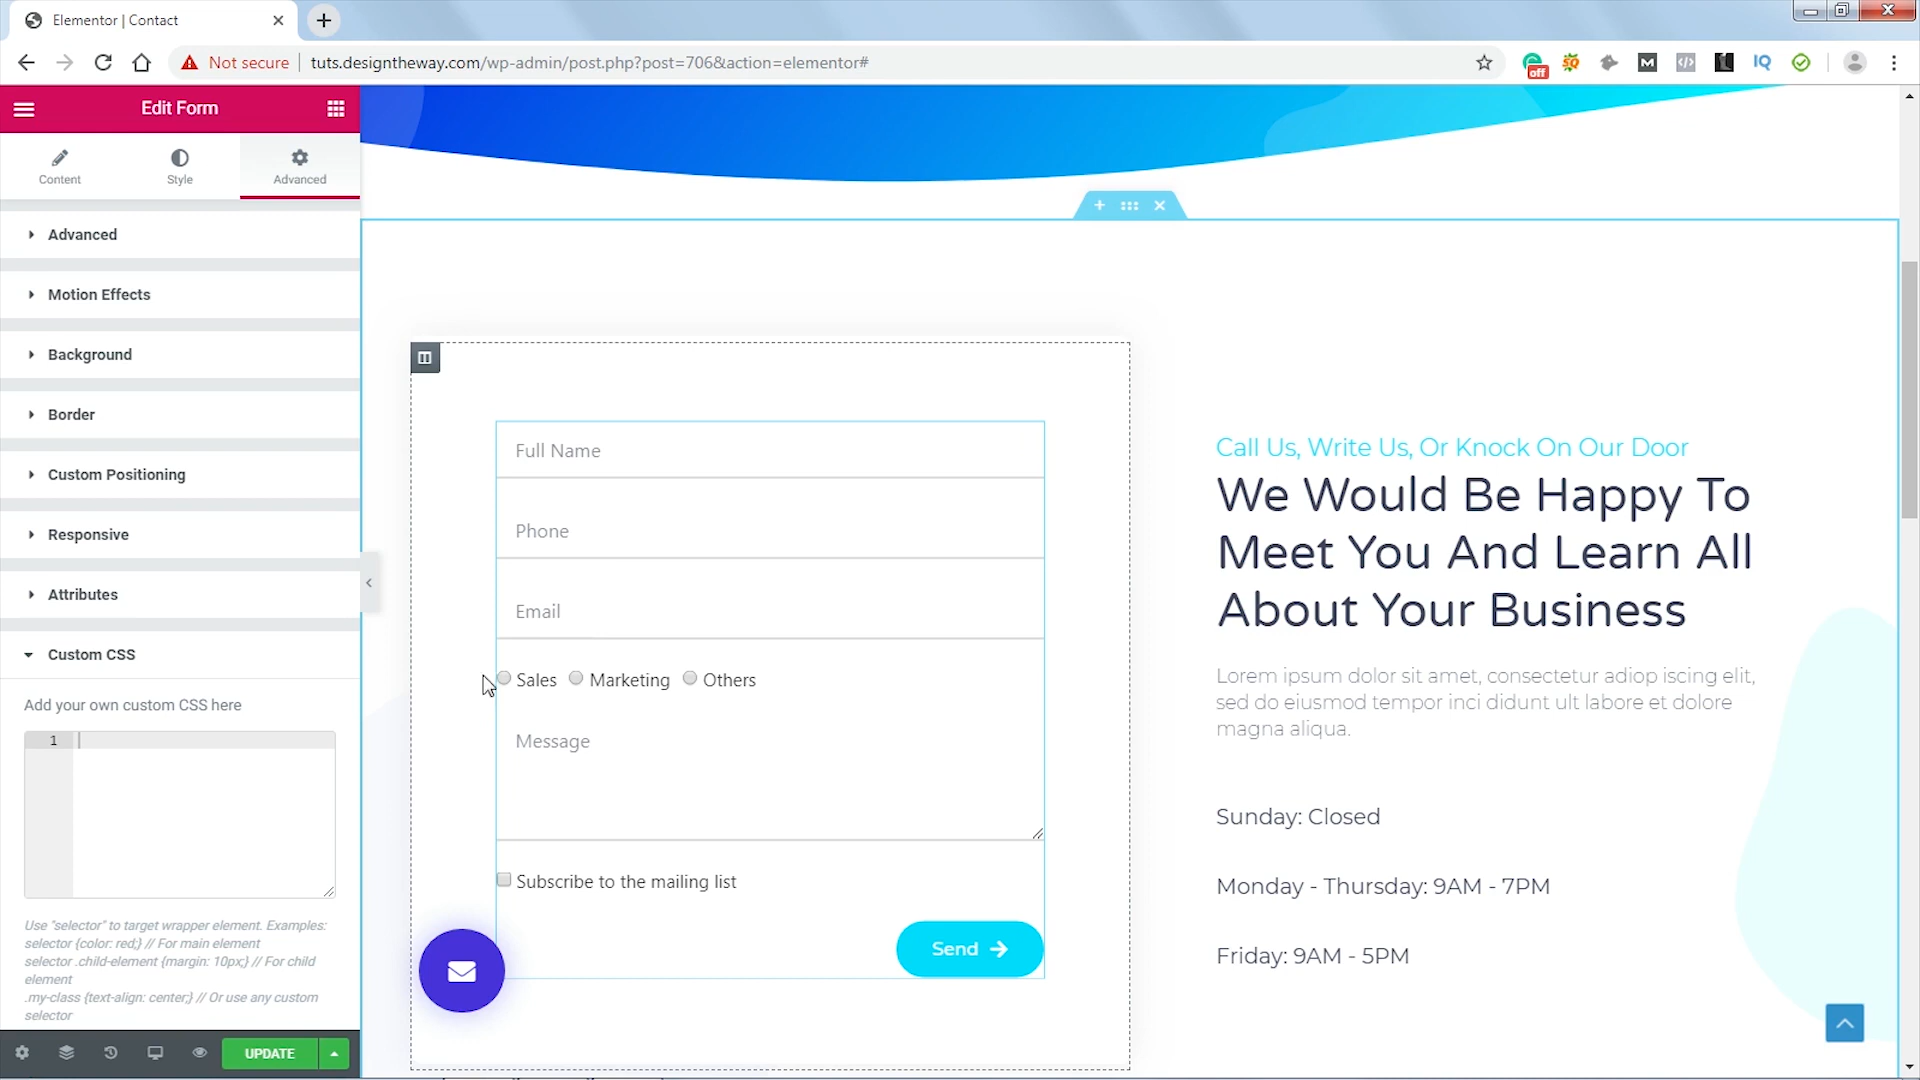 Elementor | Contact
Not secure
tuts.designtheway.com/wp-admin/post.php?post=706&action=elementor#
off
SQ
M
</>
IQ
Edit Form
Content
Style
Advanced
Advanced
Motion Effects
Background
Border
Custom Positioning
Responsive
Attributes
Custom CSS
Add your own custom CSS here
1
Use "selector" to target wrapper element. Examples:
selector {color: red;} // For main element
selector .child-element {margin: 10px;} // For child
element
.my-class {text-align: center;} // Or use any custom
selector
UPDATE
Full Name
Phone
Email
Sales
Marketing
Others
Message
Subscribe to the mailing list
Send
Call Us, Write Us, Or Knock On Our Door
We Would Be Happy To
Meet You And Learn All
About Your Business
Lorem ipsum dolor sit amet, consectetur adiop iscing elit,
sed do eiusmod tempor inci didunt ult labore et dolore
magna aliqua.
Sunday: Closed
Monday - Thursday: 9AM - 7PM
Friday: 9AM - 5PM